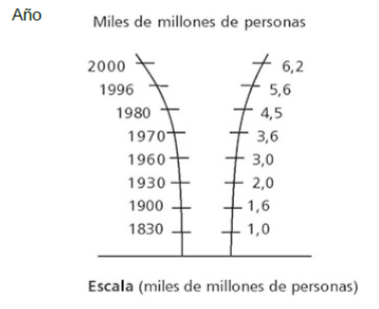 Año
Miles de millones de personas
2000 6,2
1996 5,6
1980 4,5
1970 3,6
1960 3,0
1930 2,0
1900 1,6
1830 1,0
Escala (miles de millones de personas)